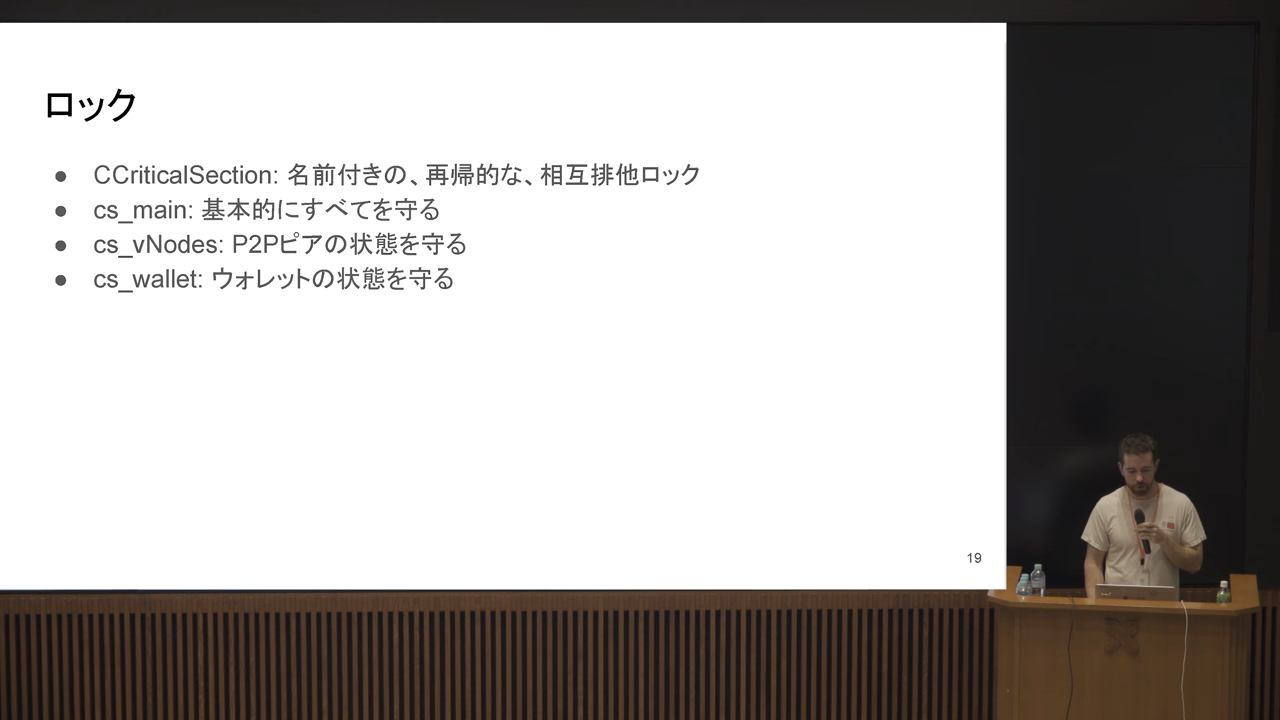 ロック
● CCriticalSection: 名前付きの、再帰的な、相互排他ロック
● cs_main: 基本的にすべてを守る
● cs_vNodes: P2Pピアの状態を守る
● cs_wallet: ウォレットの状態を守る
19